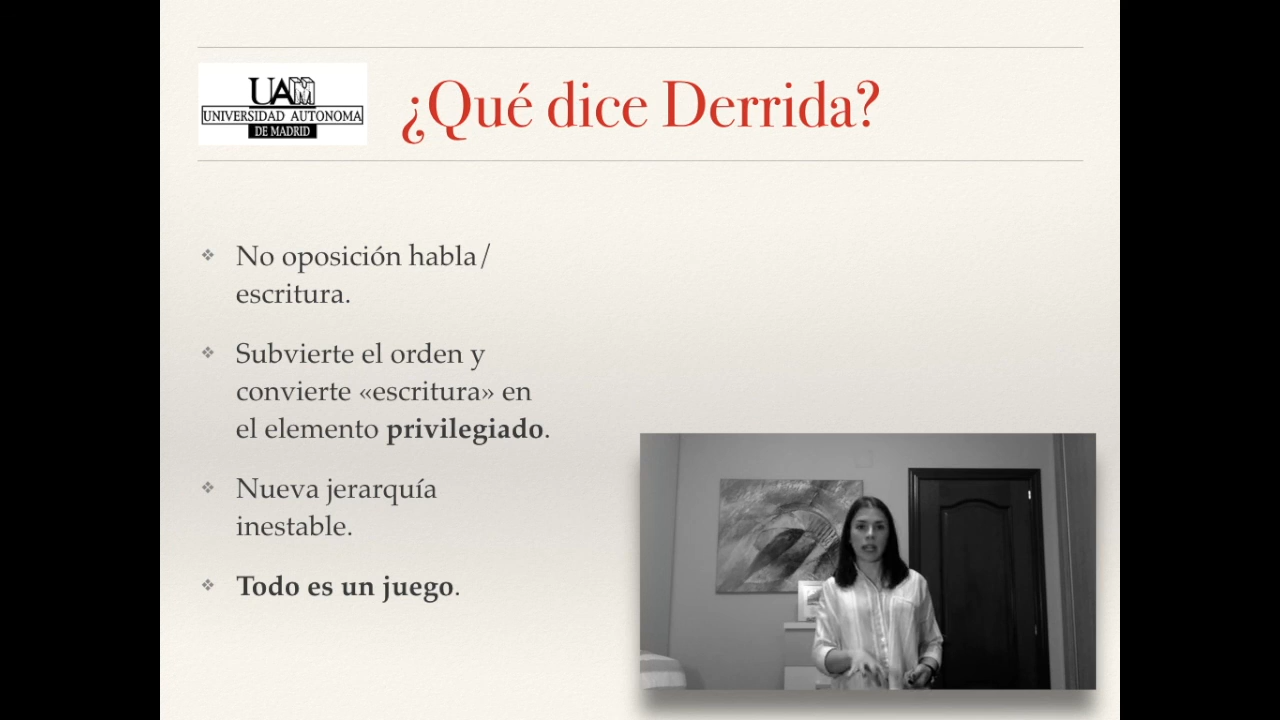 UAM
UNIVERSIDAD AUTONOMA
DE MADRID
¿Qué dice Derrida?
No oposición habla/
escritura.
Subvierte el orden y
convierte «escritura» en
el elemento privilegiado.
Nueva jerarquía
inestable.
Todo es un juego.